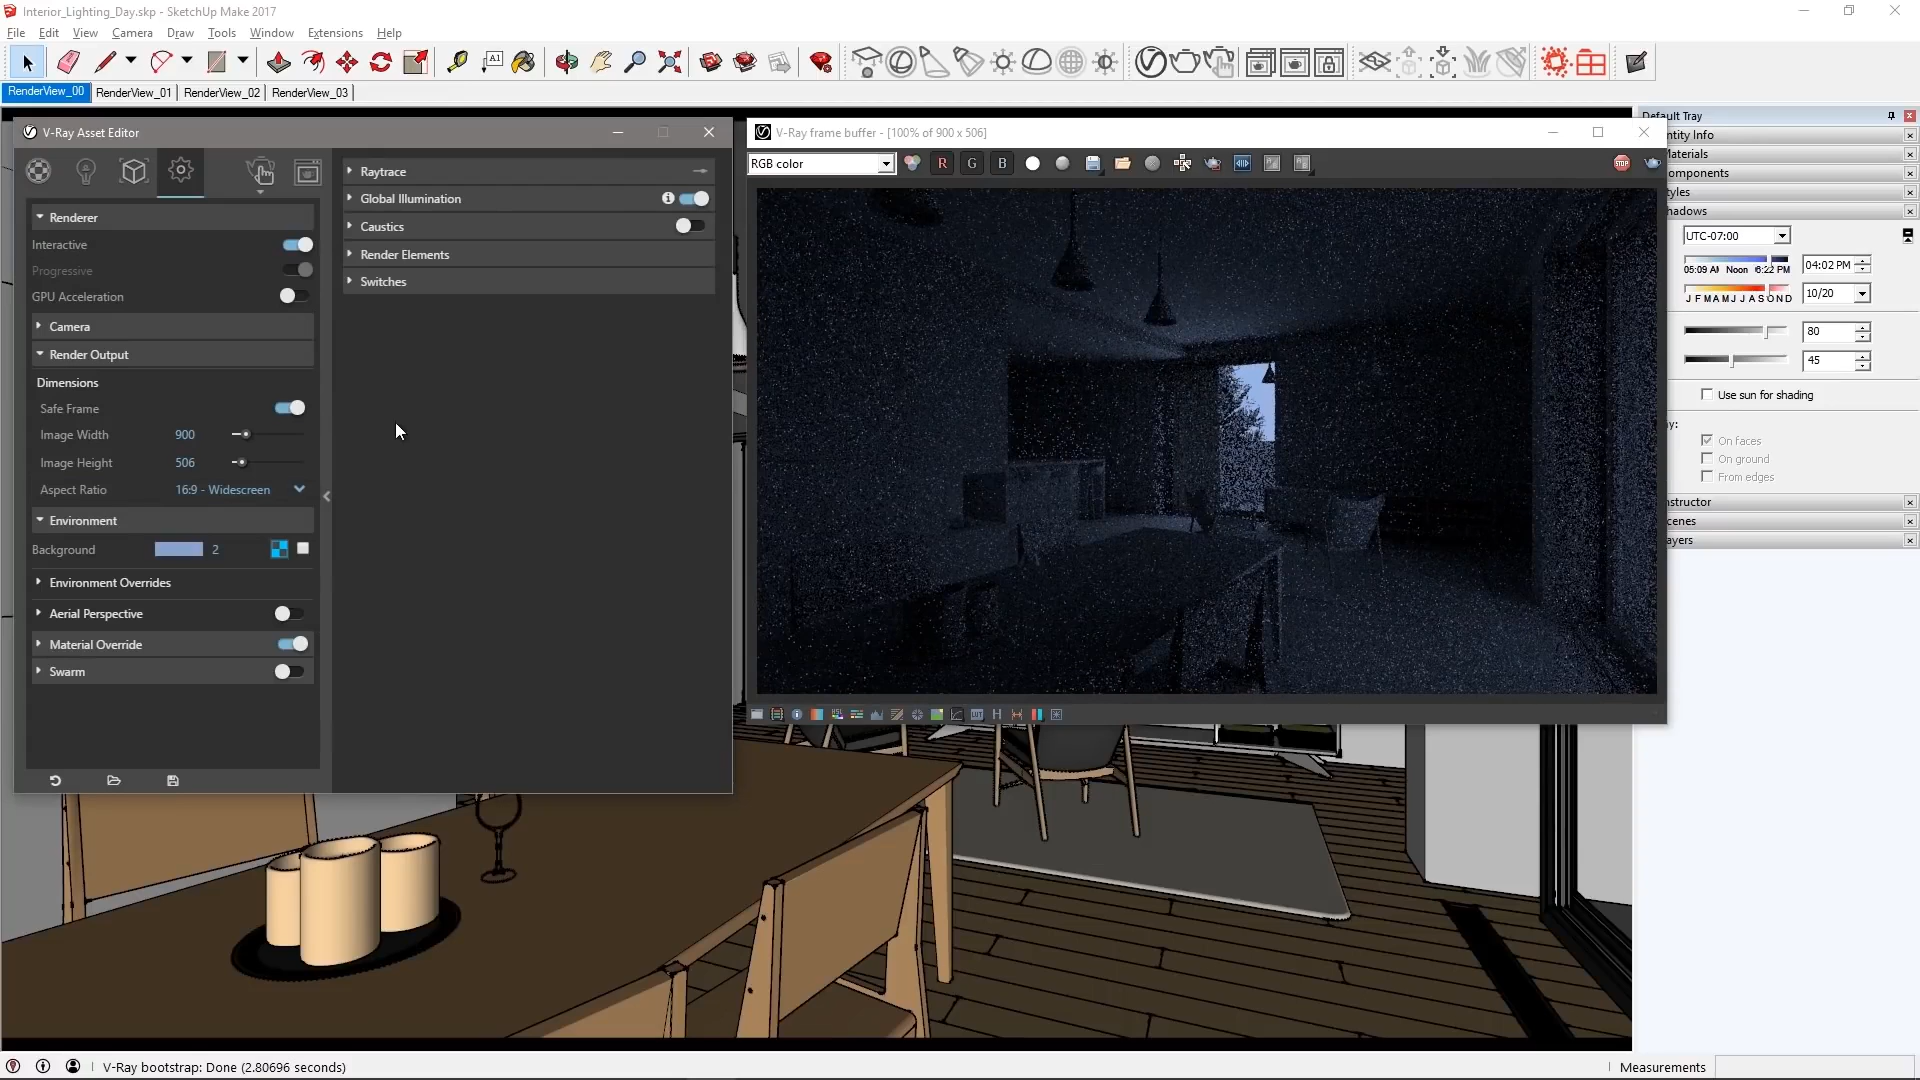 Interior_Lighting_Day.skp - SketchUp Make 2017
File Edit View Camera Draw Tools Window Extensions Help
RenderView_00 RenderView_01 RenderView_02 RenderView_03
V-Ray Asset Editor
Renderer
Interactive
Progressive
GPU Acceleration
Camera
Render Output
Dimensions
Safe Frame
Image Width 900
Image Height 506
Aspect Ratio 16:9 - Widescreen
Environment
Background 2
Environment Overrides
Aerial Perspective
Material Override
Swarm
Raytrace
Global Illumination
Caustics
Render Elements
Switches
V-Ray frame buffer - [100% of 900 x 506]
RGB color R G B
STOP
Default Tray
ntity Info
Materials
omponents
tyles
hadows
UTC-07:00
05:09 AM Noon 6:22 PM 04:02 PM
J F M A M J J A S O N D 10/20
80
45
Use sun for shading
y:
On faces
On ground
From edges
nstructor
cenes
ayers
V-Ray bootstrap: Done (2.80696 seconds)
Measurements